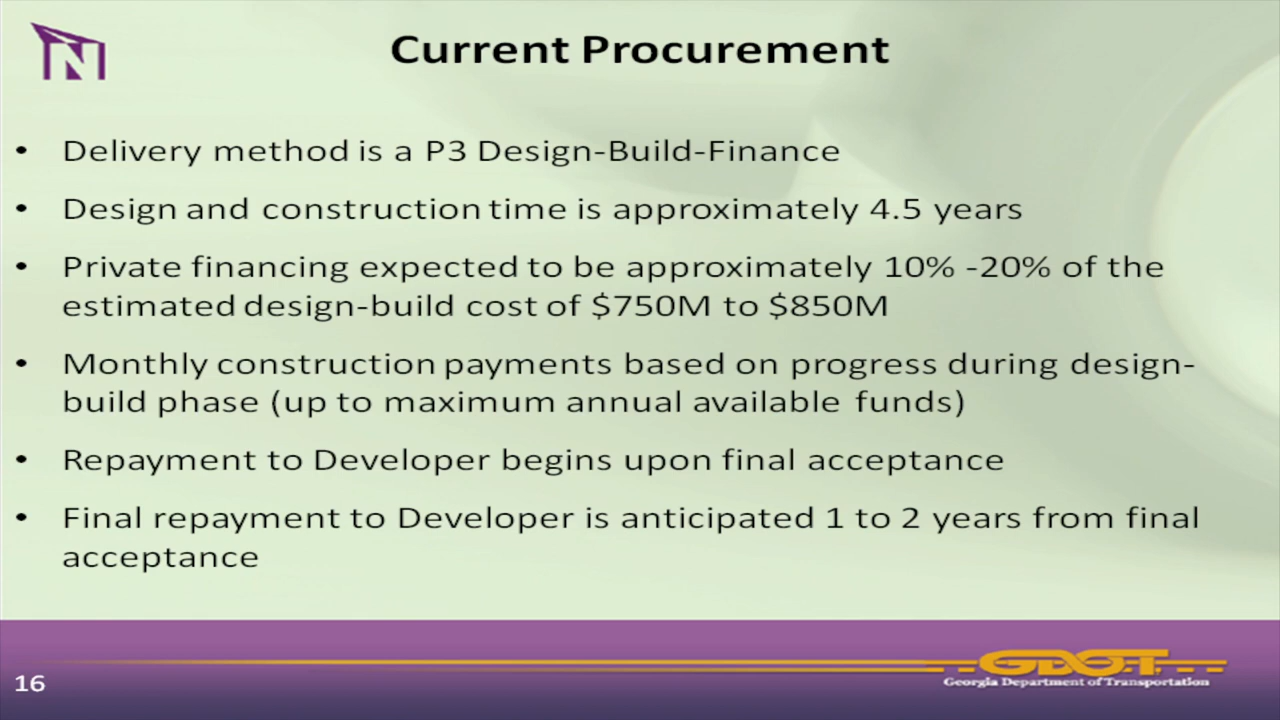 Current Procurement
• Delivery method is a P3 Design-Build-Finance
• Design and construction time is approximately 4.5 years
• Private financing expected to be approximately 10% -20% of the
estimated design-build cost of $750M to $850M
• Monthly construction payments based on progress during design-
build phase (up to maximum annual available funds)
• Repayment to Developer begins upon final acceptance
• Final repayment to Developer is anticipated 1 to 2 years from final
acceptance
GDOT
Georgia Department of Transportation
16